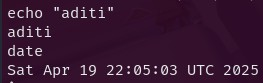 echo "aditi"
aditi
date
Sat Apr 19 22:05:03 UTC 2025